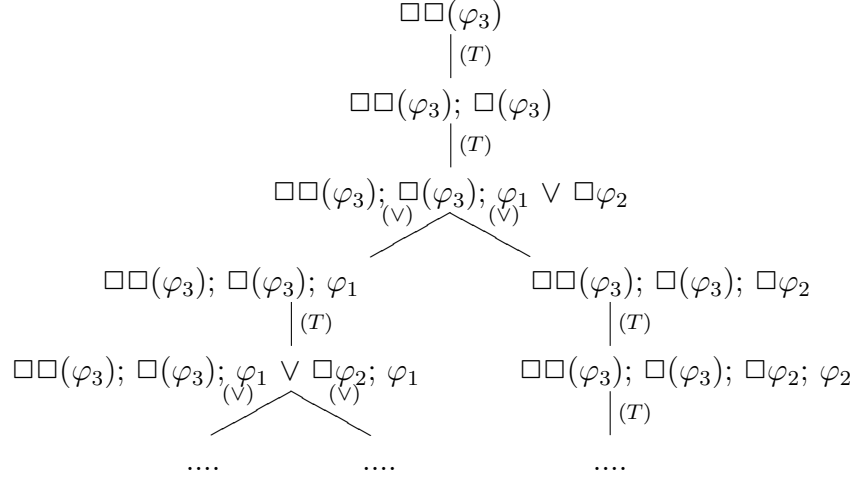 □□(φ₃)
(T)
□□(φ₃); □(φ₃)
(T)
□□(φ₃); □(φ₃); φ₁ ∨ □φ₂
(∨) (∨)
□□(φ₃); □(φ₃); φ₁ □□(φ₃); □(φ₃); □φ₂
(T) (T)
□□(φ₃); □(φ₃); φ₁ ∨ □φ₂; φ₁ □□(φ₃); □(φ₃); □φ₂; φ₂
(∨) (∨) (T)
.... .... ....